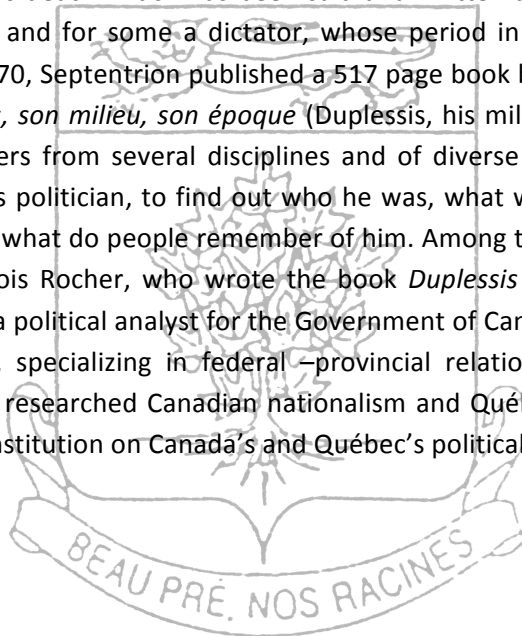 and for some a dictator, whose period in
70, Septentrion published a 517 page book
, son milieu, son époque (Duplessis, his mil
ers from several disciplines and of diverse
s politician, to find out who he was, what w
what do people remember of him. Among t
ois Rocher, who wrote the book Duplessis
a political analyst for the Government of Can
, specializing in federal –provincial relatio
researched Canadian nationalism and Qué
nstitution on Canada's and Québec's political
BEAU PRÉ, NOS RACINES